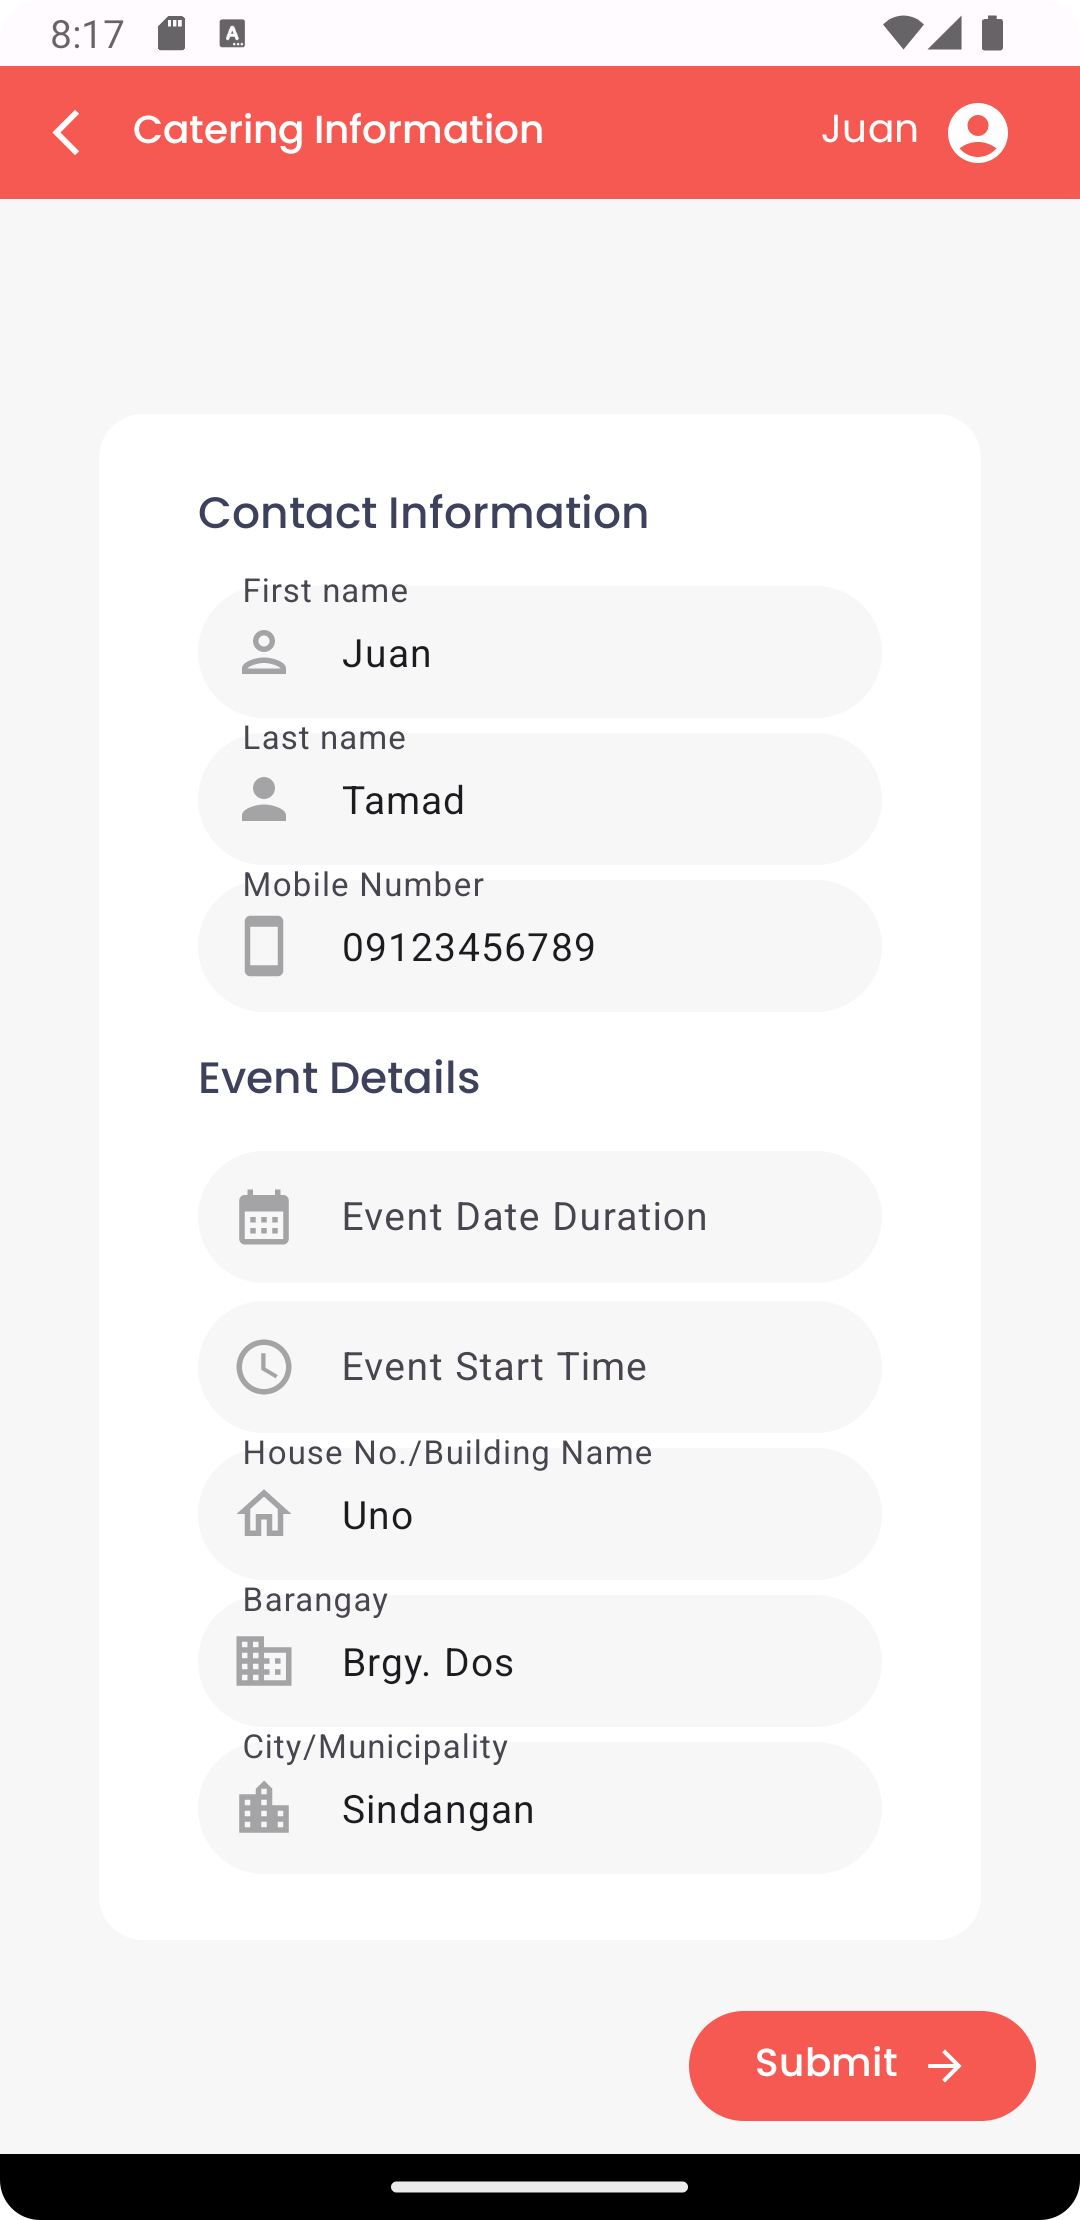 8:17
Catering Information
Juan
Contact Information
First name
Juan
Last name
Tamad
Mobile Number
09123456789
Event Details
Event Date Duration
Event Start Time
House No./Building Name
Uno
Barangay
Brgy. Dos
City/Municipality
Sindangan
Submit